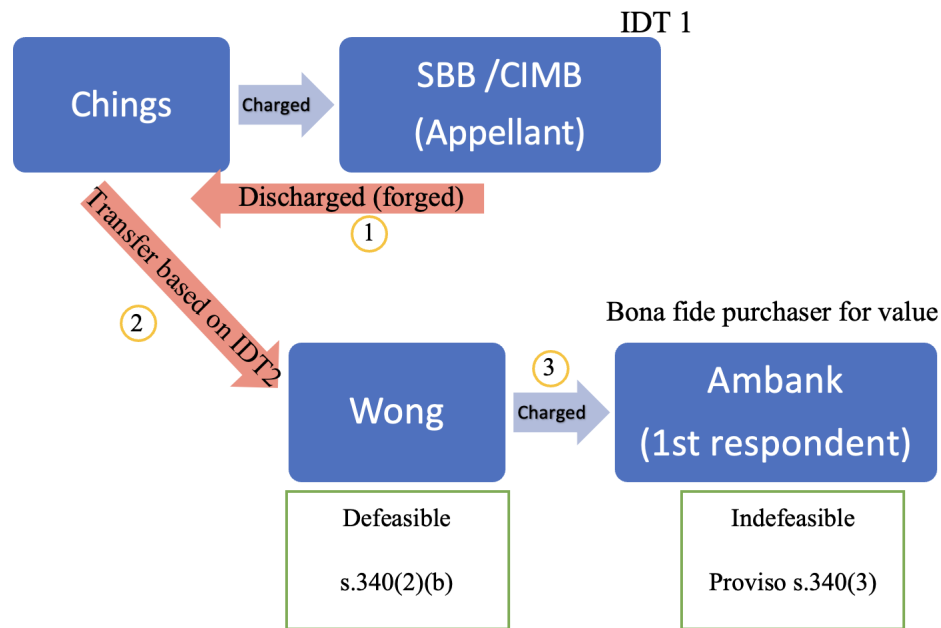 IDT 1
Chings
Charged
SBB /CIMB
(Appellant)
Discharged (forged)
1
Transfer based on IDT2
2
Bona fide purchaser for value
Wong
3
Charged
Ambank
(1st respondent)
Defeasible
s.340(2)(b)
Indefeasible
Proviso s.340(3)